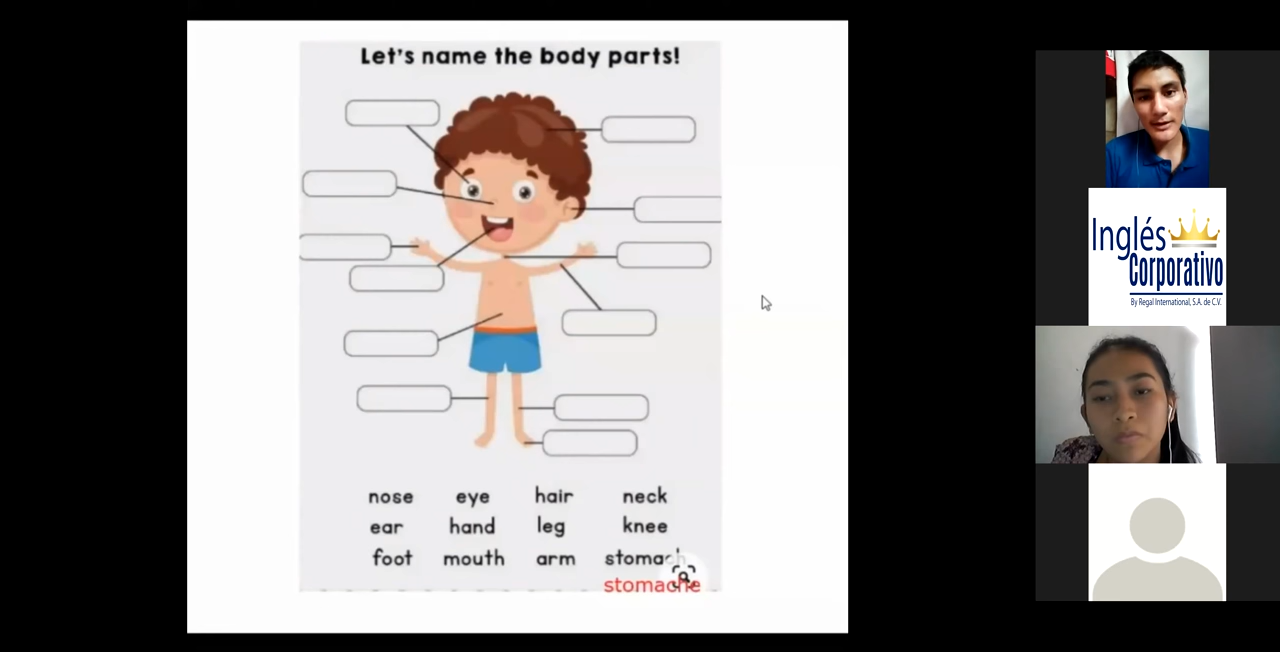 Let's name the body parts!
nose eye hair neck
ear hand leg knee
foot mouth arm stomach
stomache
Inglés
Corporativo
By Regal International, S.A. de C.V.